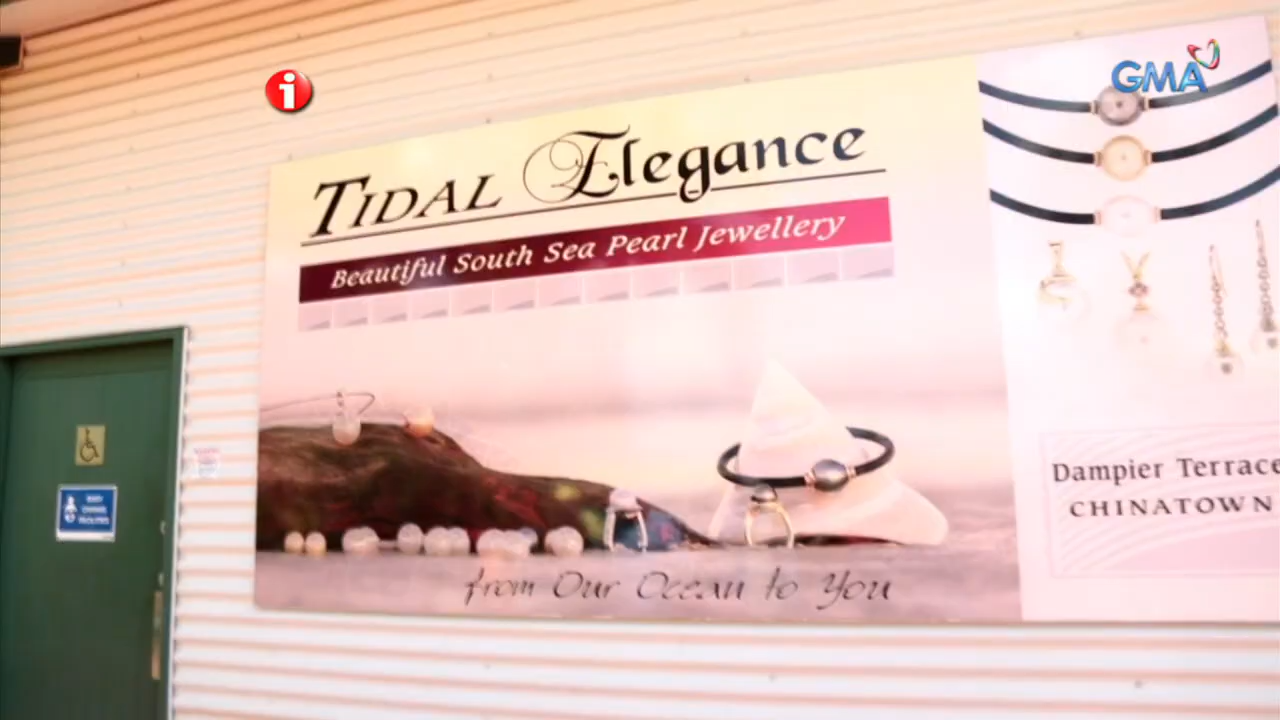 i
GMA
TIDAL Elegance
Beautiful South Sea Pearl Jewellery
from Our Ocean to You
Dampier Terrace
CHINATOWN